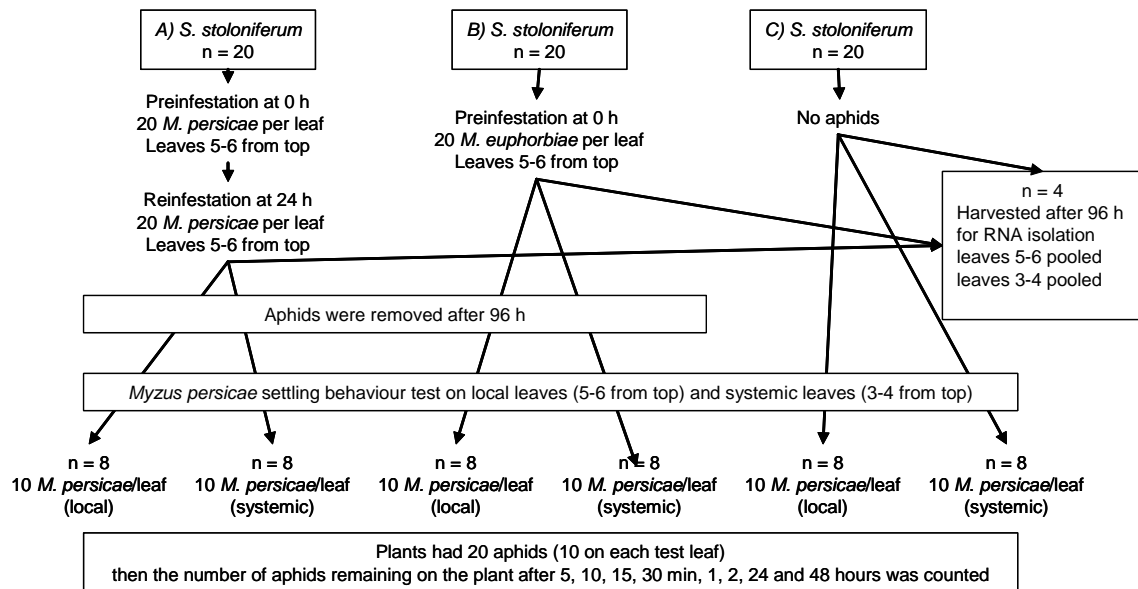 A) S. stoloniferum
n = 20
B) S. stoloniferum
n = 20
C) S. stoloniferum
n = 20
Preinfestation at 0 h
20 M. persicae per leaf
Leaves 5-6 from top
Preinfestation at 0 h
20 M. euphorbiae per leaf
Leaves 5-6 from top
No aphids
Reinfestation at 24 h
20 M. persicae per leaf
Leaves 5-6 from top
n = 4
Harvested after 96 h
for RNA isolation
leaves 5-6 pooled
leaves 3-4 pooled
Aphids were removed after 96 h
Myzus persicae settling behaviour test on local leaves (5-6 from top) and systemic leaves (3-4 from top)
n = 8
10 M. persicae/leaf
(local)
n = 8
10 M. persicae/leaf
(systemic)
n = 8
10 M. persicae/leaf
(local)
n = 8
10 M. persicae/leaf
(systemic)
n = 8
10 M. persicae/leaf
(local)
n = 8
10 M. persicae/leaf
(systemic)
Plants had 20 aphids (10 on each test leaf)
then the number of aphids remaining on the plant after 5, 10, 15, 30 min, 1, 2, 24 and 48 hours was counted